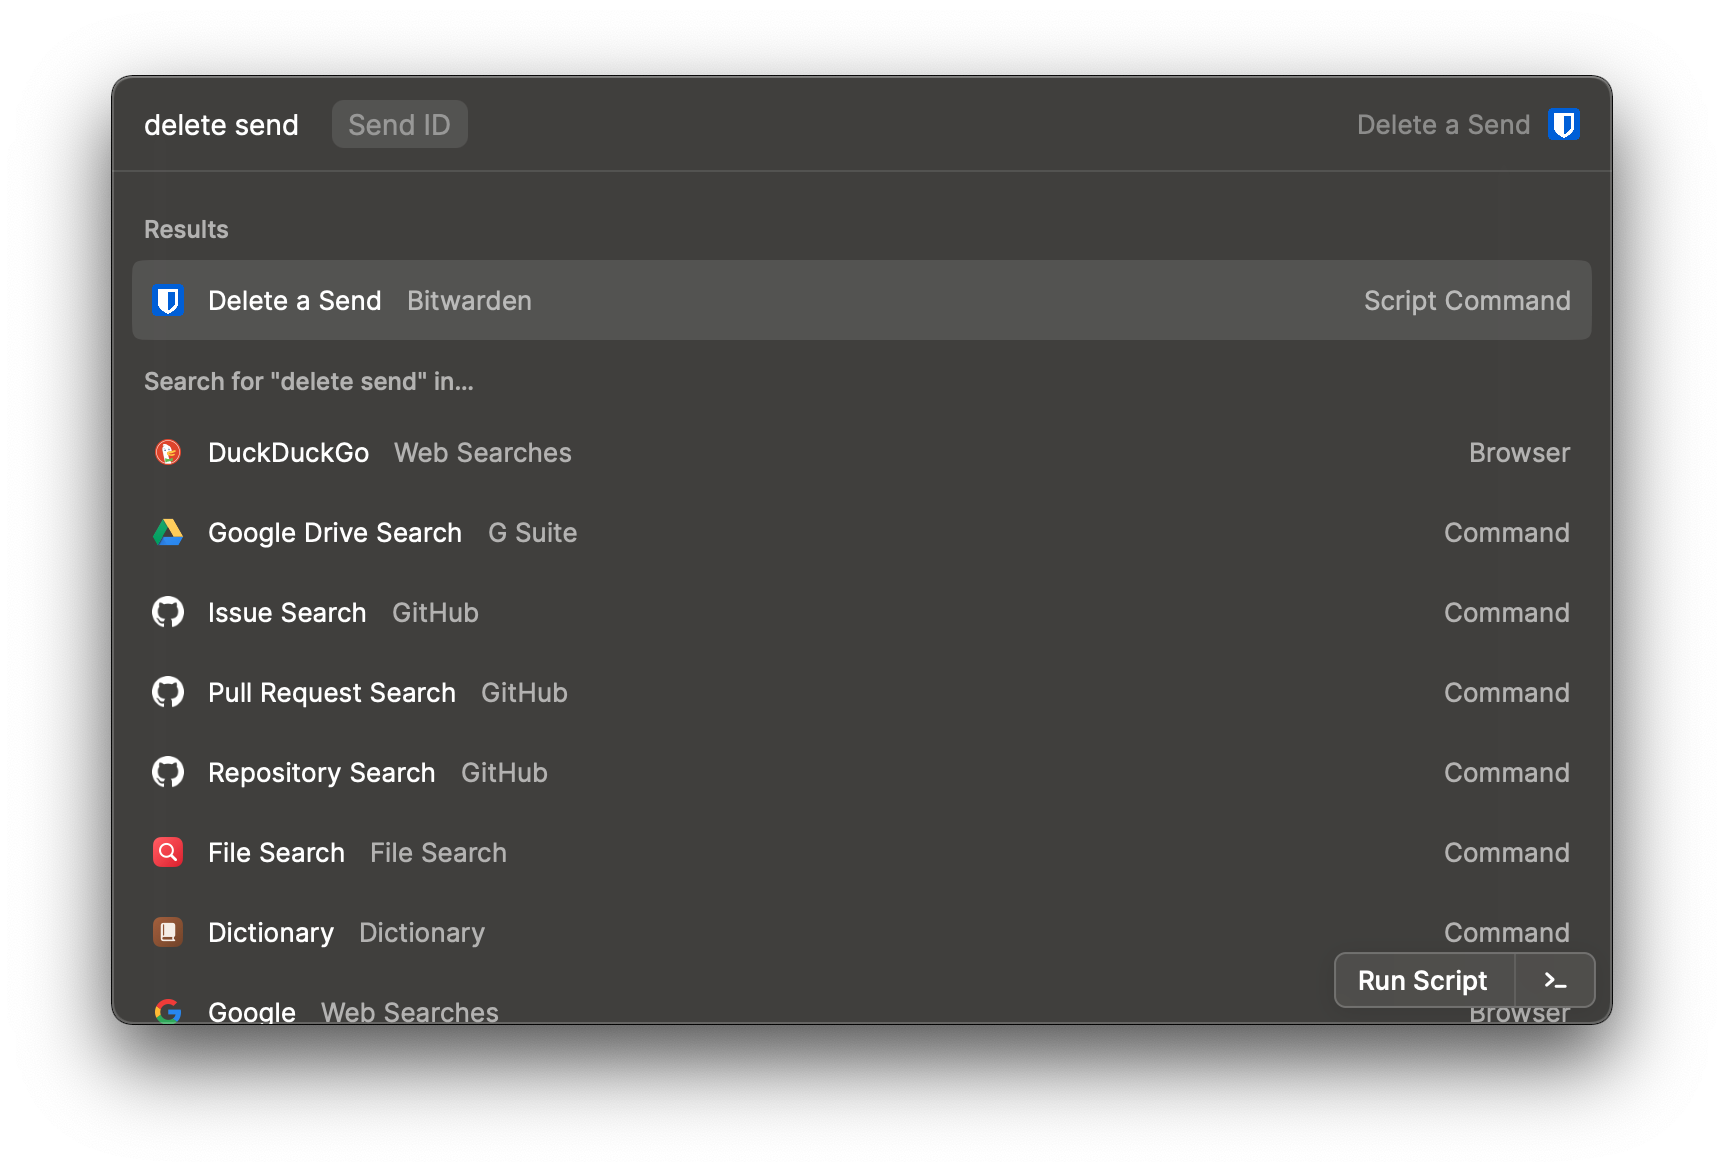 delete send Send ID Delete a Send
Results
Delete a Send Bitwarden Script Command
Search for "delete send" in...
DuckDuckGo Web Searches Browser
Google Drive Search G Suite Command
Issue Search GitHub Command
Pull Request Search GitHub Command
Repository Search GitHub Command
File Search File Search Command
Dictionary Dictionary Command
Run Script >_
Google Web Searches Browser